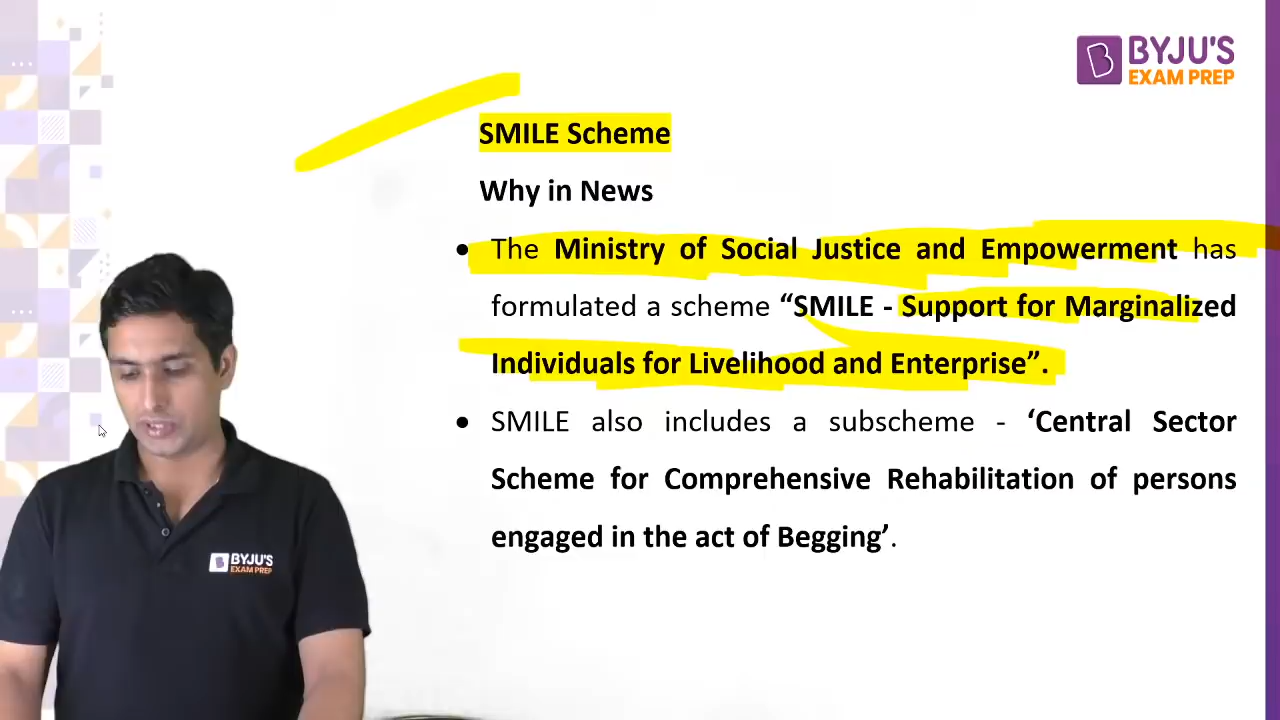 BYJU'S
EXAM PREP
SMILE Scheme
Why in News
• The Ministry of Social Justice and Empowerment has
formulated a scheme “SMILE - Support for Marginalized
Individuals for Livelihood and Enterprise”.
• SMILE also includes a subscheme - ‘Central Sector
Scheme for Comprehensive Rehabilitation of persons
engaged in the act of Begging’.
BYJU'S
EXAM PREP